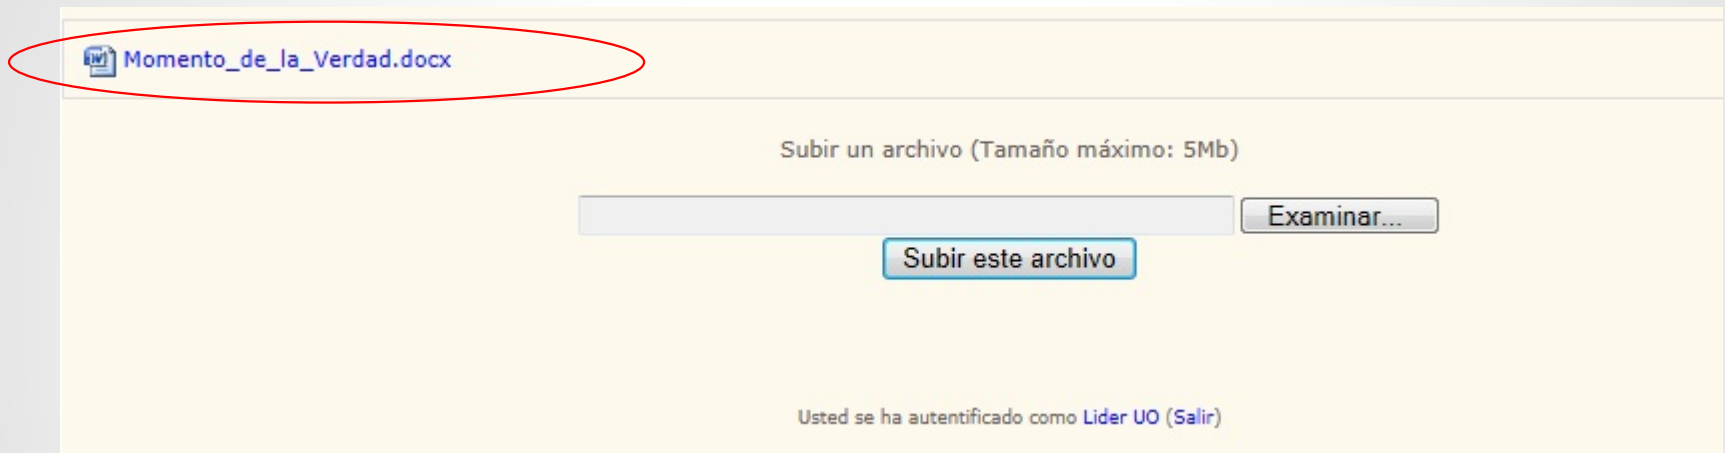 Momento_de_la_Verdad.docx
Subir un archivo (Tamaño máximo: 5Mb)
Examinar...
Subir este archivo
Usted se ha autentificado como Lider UO (Salir)